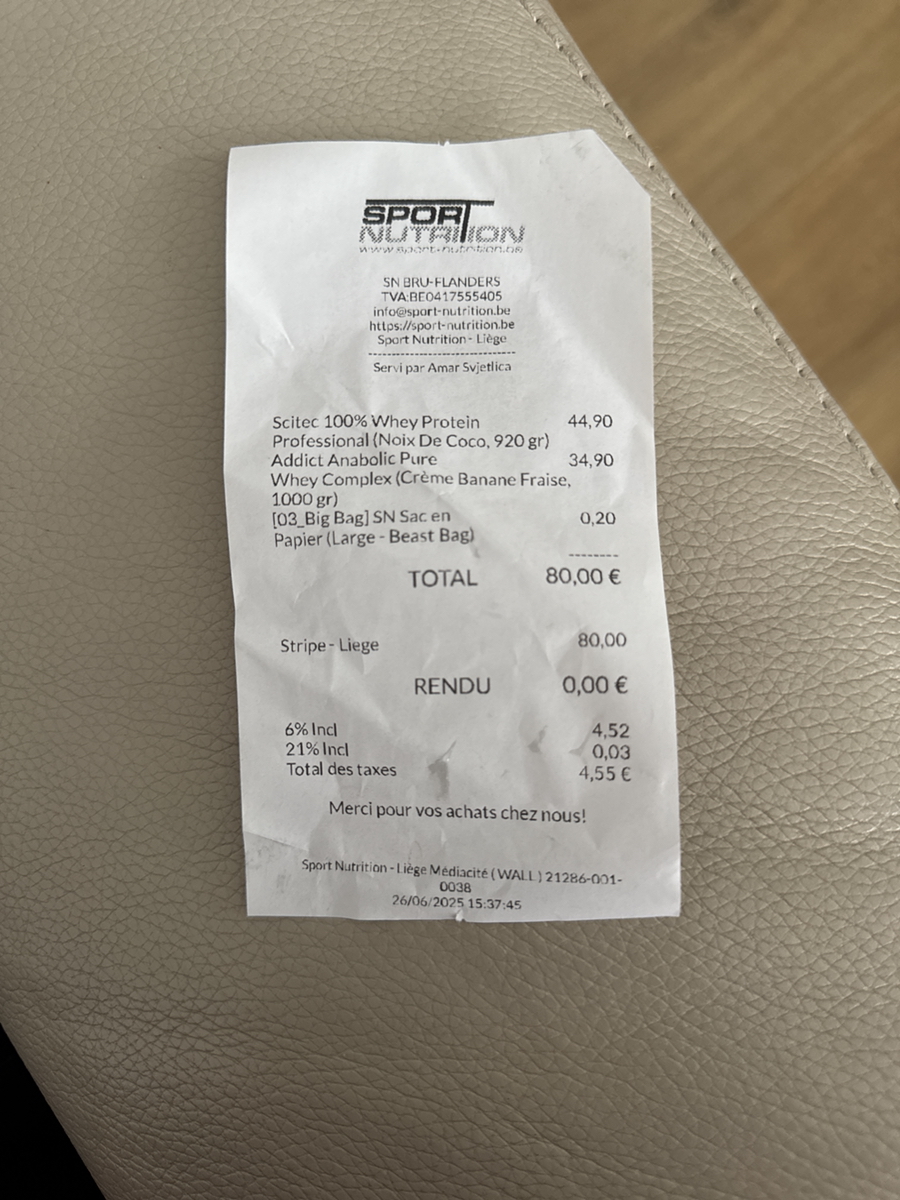 SPORT
NUTRITION
www.sport-nutrition.be
SN BRU-FLANDERS
TVA:BE0417555405
info@sport-nutrition.be
https://sport-nutrition.be
Sport Nutrition - Liège
--------------------------
Servi par Amar Svjetlica
Scitec 100% Whey Protein 44,90
Professional (Noix De Coco, 920 gr)
Addict Anabolic Pure 34,90
Whey Complex (Crème Banane Fraise,
1000 gr)
[03_Big Bag] SN Sac en 0,20
Papier (Large - Beast Bag)
--------
TOTAL 80,00 €
Stripe - Liege 80,00
RENDU 0,00 €
6% Incl 4,52
21% Incl 0,03
Total des taxes 4,55 €
Merci pour vos achats chez nous!
Sport Nutrition - Liège Médiacité ( WALL ) 21286-001-
0038
26/06/2025 15:37:45